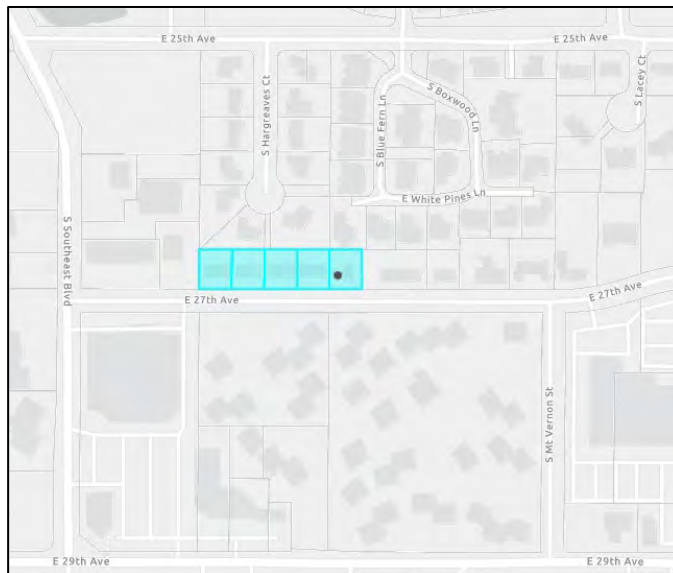 E 25th Ave
E 25th Ave
S Hargreaves Ct
S Blue Fern Ln
S Boxwood Ln
S Lacey Ct
E White Pines Ln
S Southeast Blvd
E 27th Ave
E 27th Ave
S Mt Vernon St
E 29th Ave
E 29th Ave